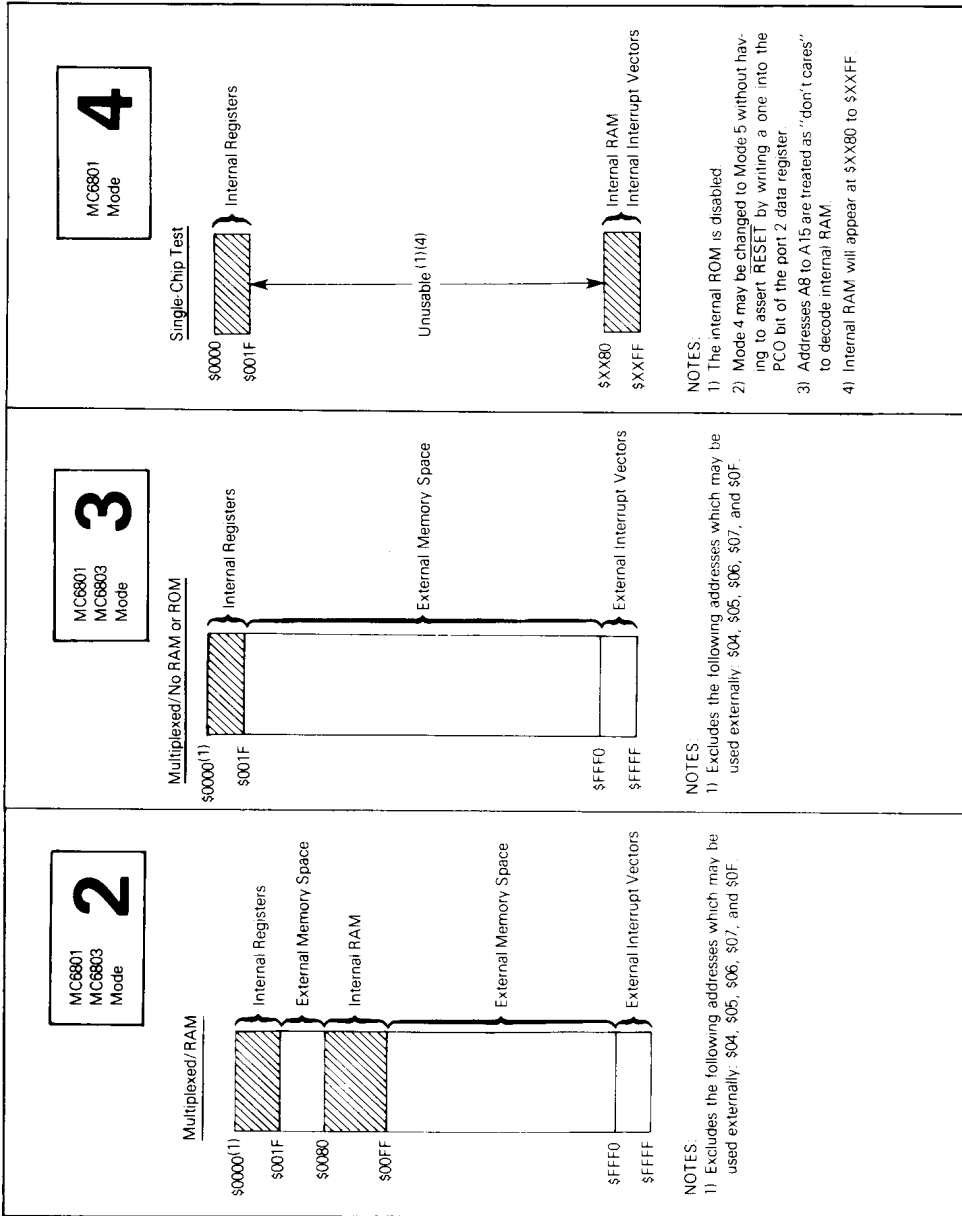 MC6801
MC6803
Mode
2
Multiplexed/RAM
$0000(1)
$001F
$0080
$00FF
$FFF0
$FFFF
Internal Registers
External Memory Space
Internal RAM
External Memory Space
External Interrupt Vectors
NOTES:
1) Excludes the following addresses which may be
used externally: $04, $05, $06, $07, and $0F.
MC6801
MC6803
Mode
3
Multiplexed/No RAM or ROM
$0000(1)
$001F
$FFF0
$FFFF
Internal Registers
External Memory Space
External Interrupt Vectors
NOTES:
1) Excludes the following addresses which may be
used externally: $04, $05, $06, $07, and $0F.
MC6801
Mode
4
Single-Chip Test
$0000
$001F
$XX80
$XXFF
Internal Registers
Unusable(1)(4)
Internal RAM
Internal Interrupt Vectors
NOTES:
1) The internal ROM is disabled.
2) Mode 4 may be changed to Mode 5 without hav-
ing to assert RESET by writing a one into the
PCO bit of the port 2 data register.
3) Addresses A8 to A15 are treated as "don't cares"
to decode internal RAM.
4) Internal RAM will appear at $XX80 to $XXFF.